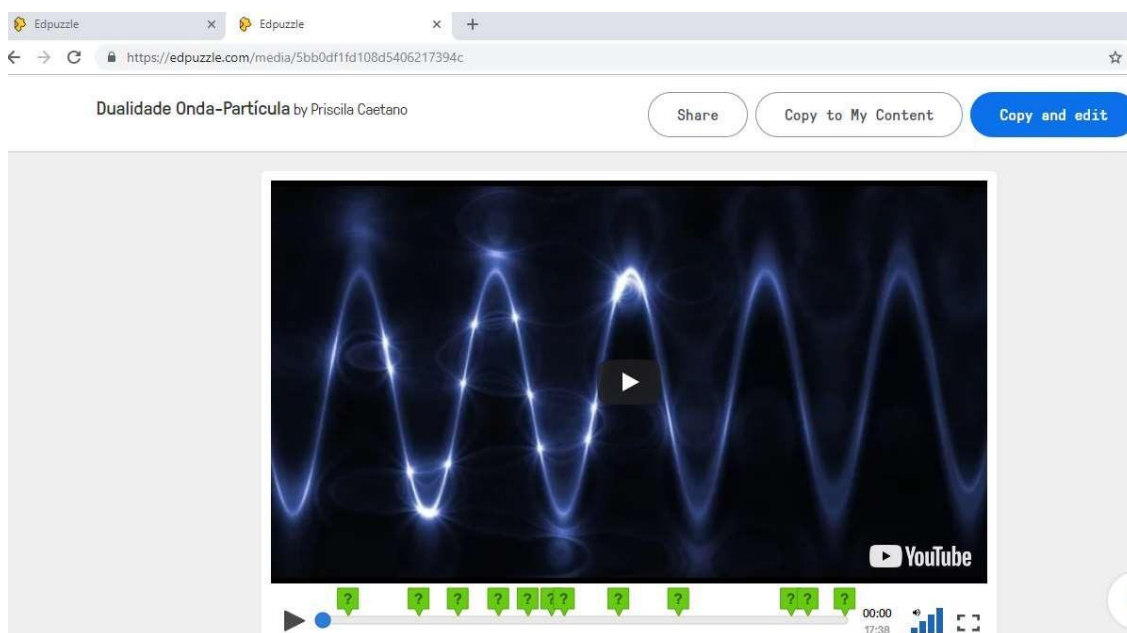 Edpuzzle × Edpuzzle × +
https://edpuzzle.com/media/5bb0df1fd108d5406217394c
Dualidade Onda-Partícula by Priscila Caetano
Share
Copy to My Content
Copy and edit
YouTube
? ? ? ? ? ? ? ? ? ? ? ?
00:00
17:38